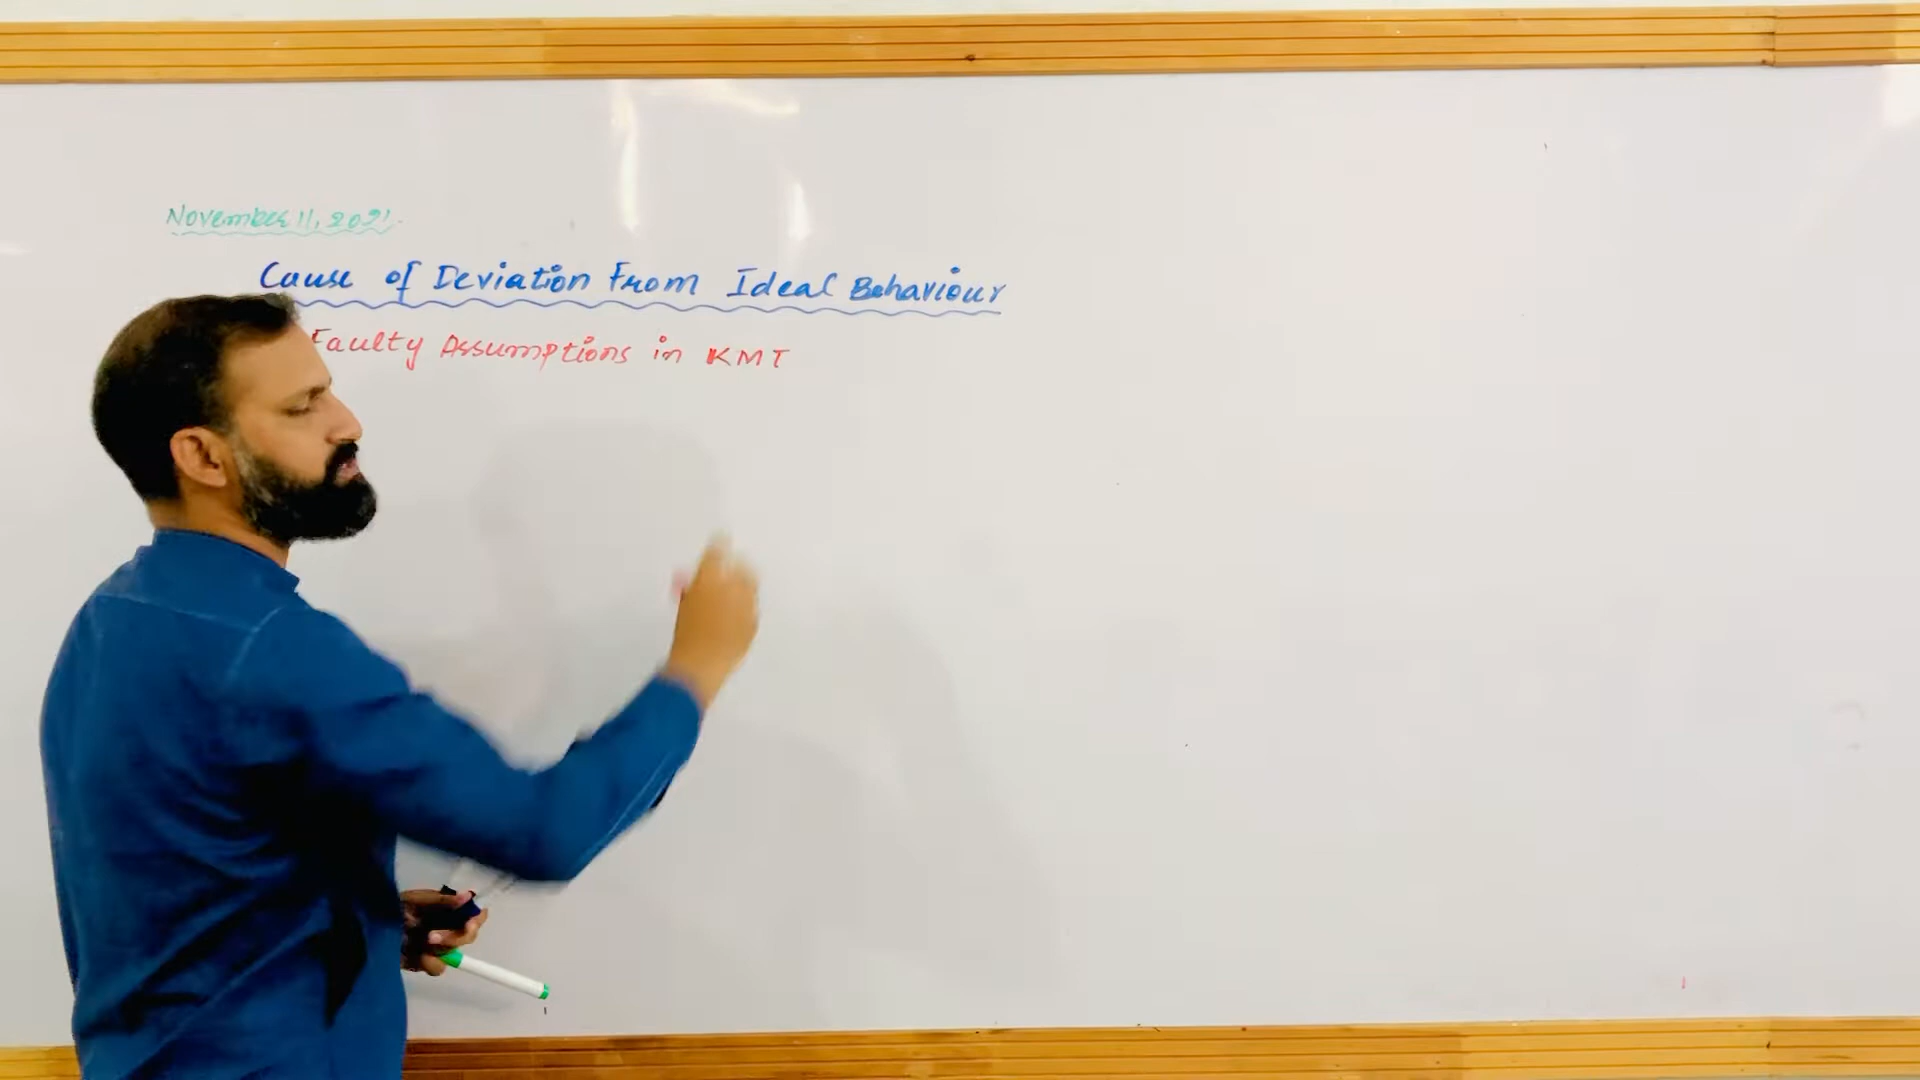 November 11, 2021.
Cause of Deviation From Ideal Behaviour
Faulty Assumptions in KMT